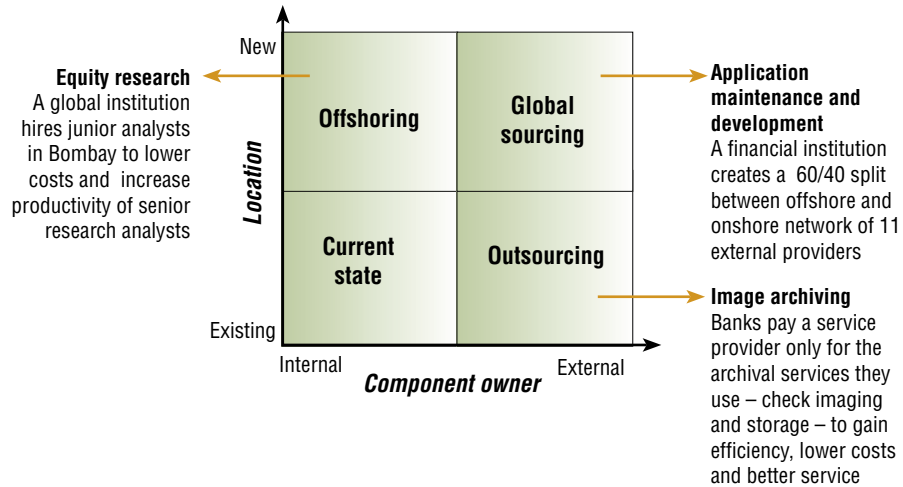 New
Equity research
A global institution
hires junior analysts
in Bombay to lower
costs and increase
productivity of senior
research analysts
Location
Offshoring
Global
sourcing
Application
maintenance and
development
A financial institution
creates a 60/40 split
between offshore and
onshore network of 11
external providers
Current
state
Outsourcing
Image archiving
Banks pay a service
provider only for the
archival services they
use – check imaging
and storage – to gain
efficiency, lower costs
and better service
Existing
Internal
External
Component owner